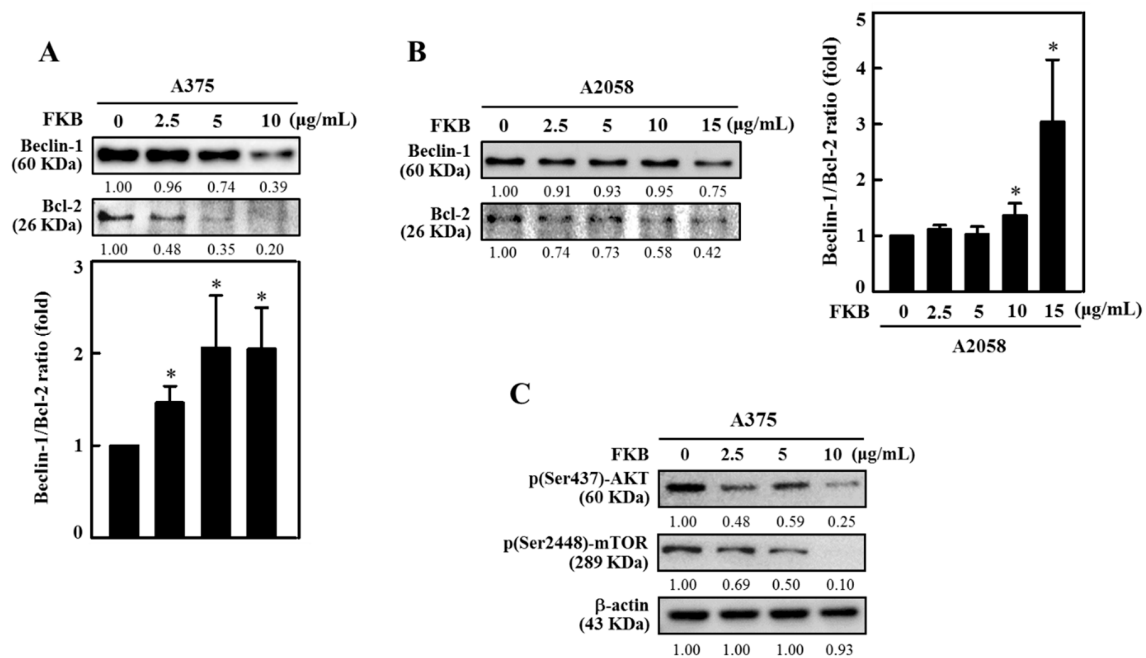 A
A375
FKB 0 2.5 5 10 (μg/mL)
Beclin-1
(60 KDa)
1.00 0.96 0.74 0.39
Bcl-2
(26 KDa)
1.00 0.48 0.35 0.20
3
2
1
0
Beclin-1/Bcl-2 ratio (fold)
* * *
B
A2058
FKB 0 2.5 5 10 15 (μg/mL)
Beclin-1
(60 KDa)
1.00 0.91 0.93 0.95 0.75
Bcl-2
(26 KDa)
1.00 0.74 0.73 0.58 0.42
5
4
3
2
1
0
Beclin-1/Bcl-2 ratio (fold)
* *
FKB 0 2.5 5 10 15 (μg/mL)
A2058
C
A375
FKB 0 2.5 5 10 (μg/mL)
p(Ser437)-AKT
(60 KDa)
1.00 0.48 0.59 0.25
p(Ser2448)-mTOR
(289 KDa)
1.00 0.69 0.50 0.10
β-actin
(43 KDa)
1.00 1.00 1.00 0.93